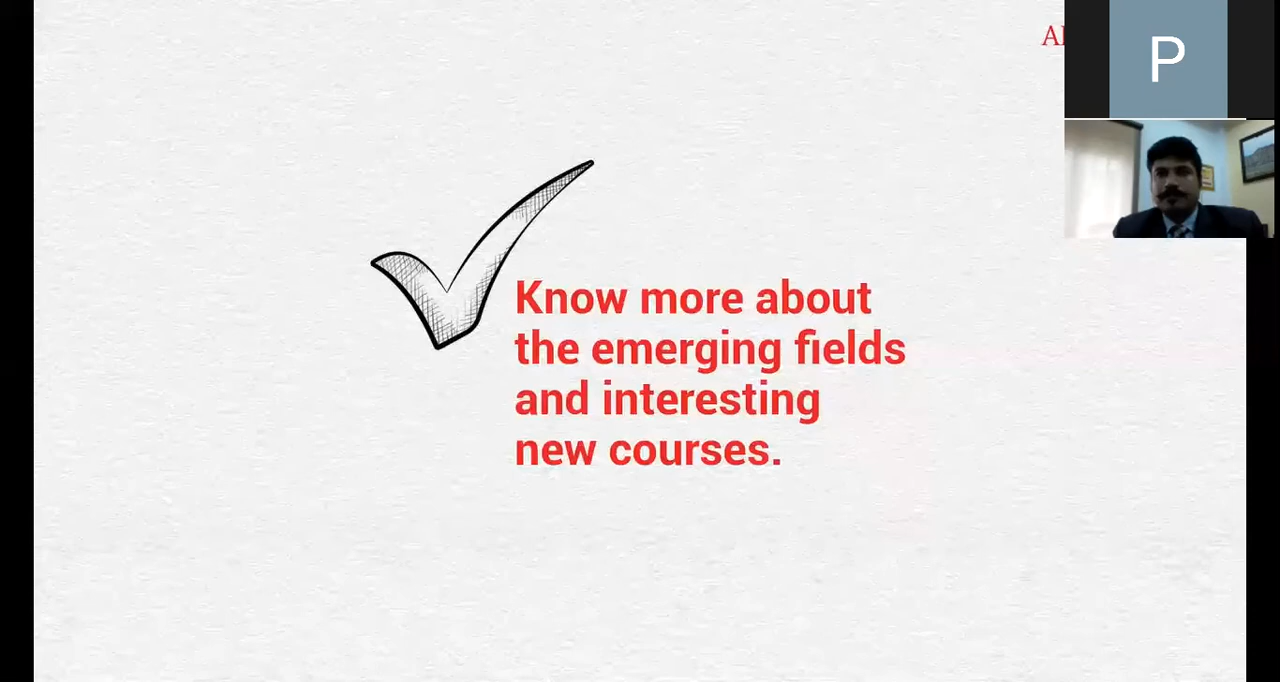 P
Know more about
the emerging fields
and interesting
new courses.